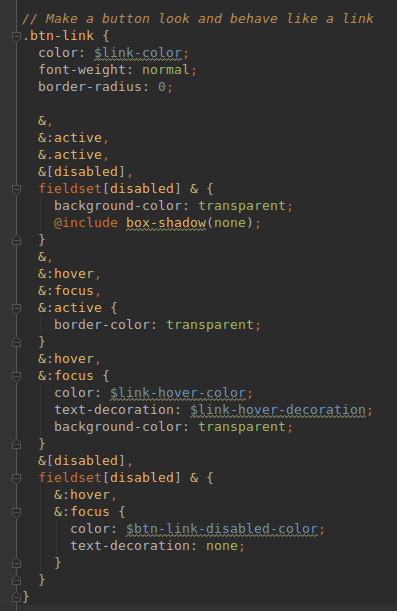 // Make a button look and behave like a link
.btn-link {
  color: $link-color;
  font-weight: normal;
  border-radius: 0;

  &,
  &:active,
  &.active,
  &[disabled],
  fieldset[disabled] & {
    background-color: transparent;
    @include box-shadow(none);
  }
  &,
  &:hover,
  &:focus,
  &:active {
    border-color: transparent;
  }
  &:hover,
  &:focus {
    color: $link-hover-color;
    text-decoration: $link-hover-decoration;
    background-color: transparent;
  }
  &[disabled],
  fieldset[disabled] & {
    &:hover,
    &:focus {
      color: $btn-link-disabled-color;
      text-decoration: none;
    }
  }
}